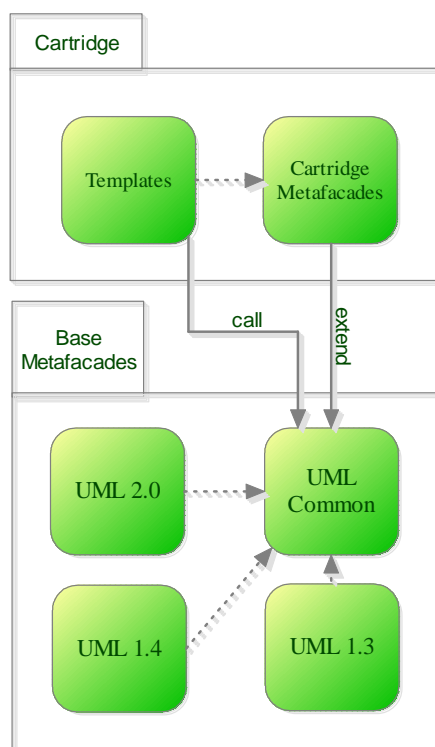 Cartridge
Templates
Cartridge
Metafacades
call
extend
Base
Metafacades
UML 2.0
UML
Common
UML 1.4
UML 1.3